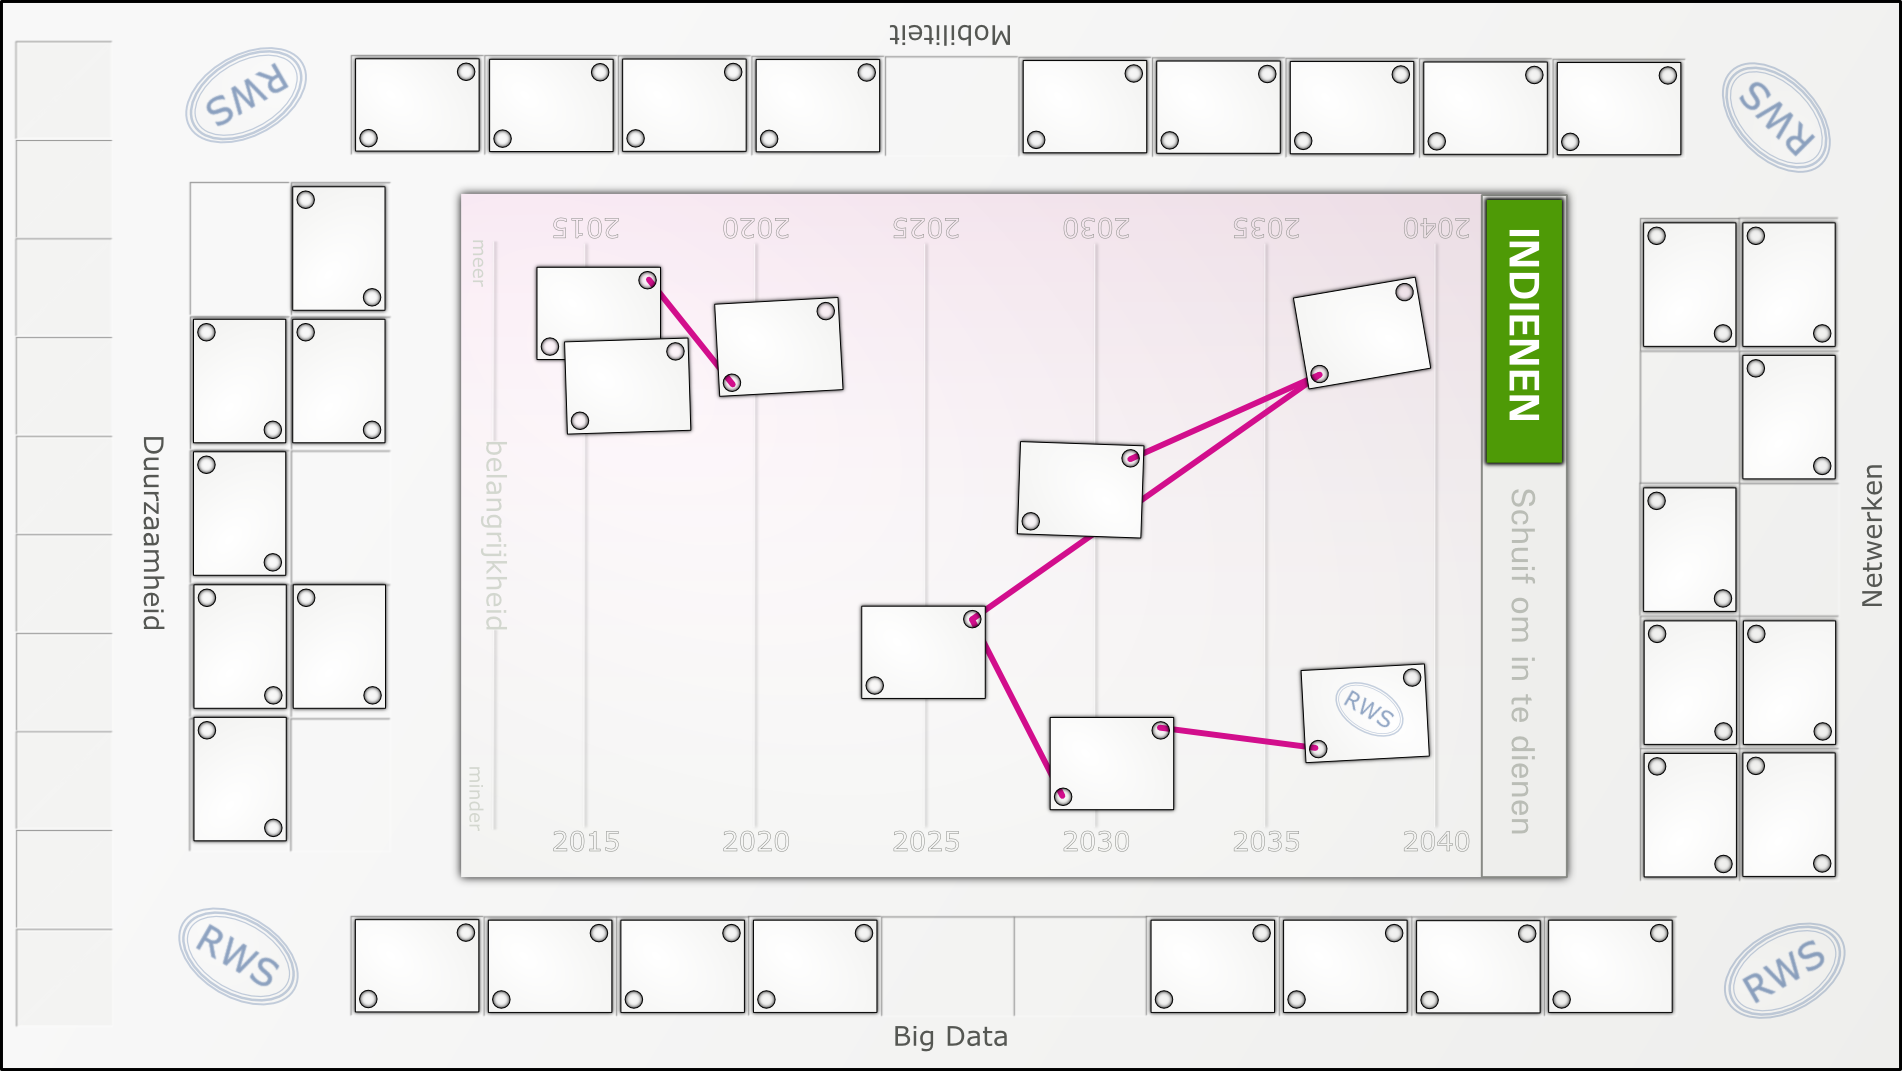 Mobiliteit
RWS
RWS
2015
2020
2025
2030
2035
2040
meer
belangrijkheid
minder
INDIENEN
Schuif om in te dienen
Duurzaamheid
Netwerken
RWS
2015
2020
2025
2030
2035
2040
RWS
RWS
Big Data